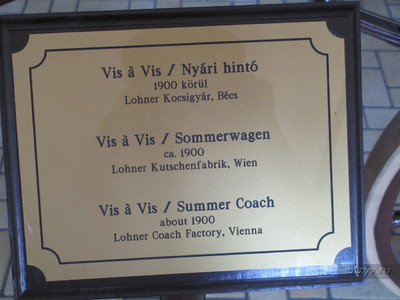 Vis à Vis / Nyári hintó
1900 körül
Lohner Kocsigyár, Bécs
Vis à Vis / Sommerwagen
ca. 1900
Lohner Kutschenfabrik, Wien
Vis à Vis / Summer Coach
about 1900
Lohner Coach Factory, Vienna